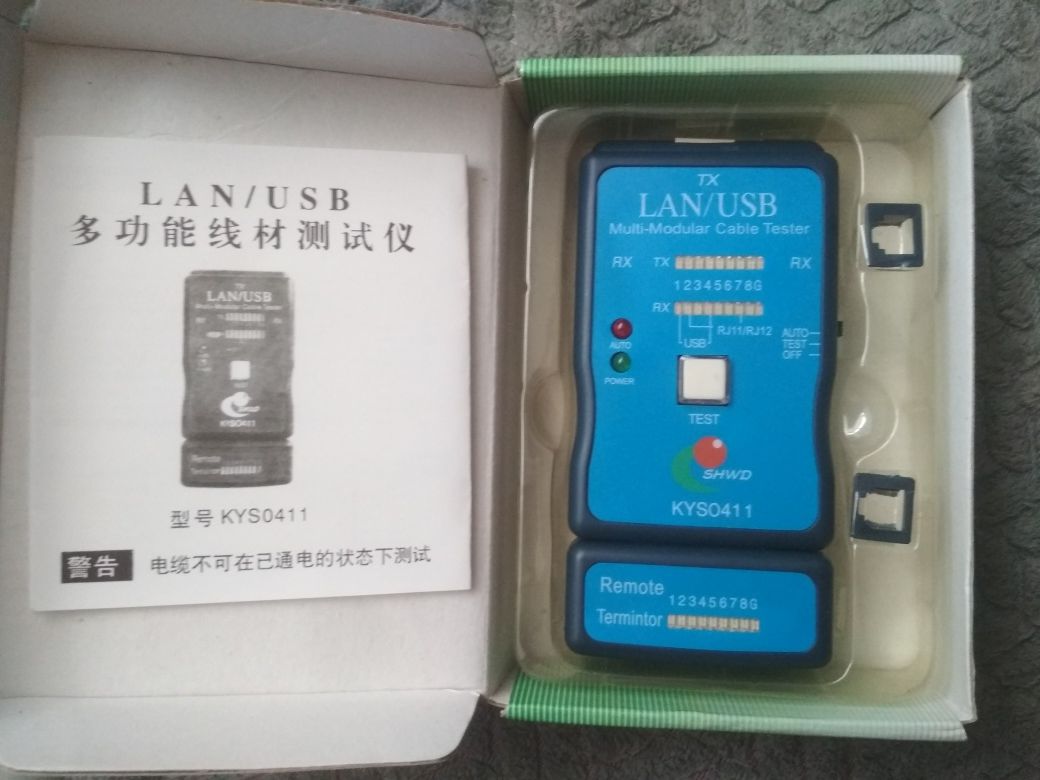 LAN/USB
多功能线材测试仪
TX
LAN/USB
Multi-Modular Cable Tester
KYS0411
Remote
型号 KYS0411
警告 电缆不可在已通电的状态下测试
TX
LAN/USB
Multi-Modular Cable Tester
RX TX RX
12345678G
RX
RJ11/RJ12
USB
AUTO
POWER
AUTO
TEST
OFF
TEST
SHWD
KYS0411
Remote
12345678G
Termintor